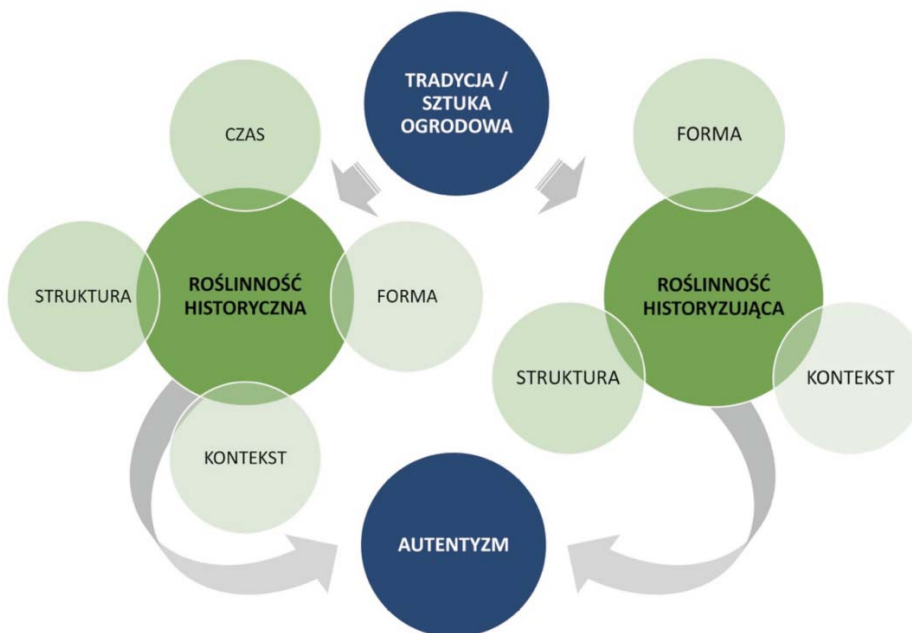 TRADYCJA /
SZTUKA
OGRODOWA
CZAS
STRUKTURA
ROŚLINNOŚĆ
HISTORYCZNA
FORMA
KONTEKST
FORMA
ROŚLINNOŚĆ
HISTORYZUJĄCA
STRUKTURA
KONTEKST
AUTENTYZM